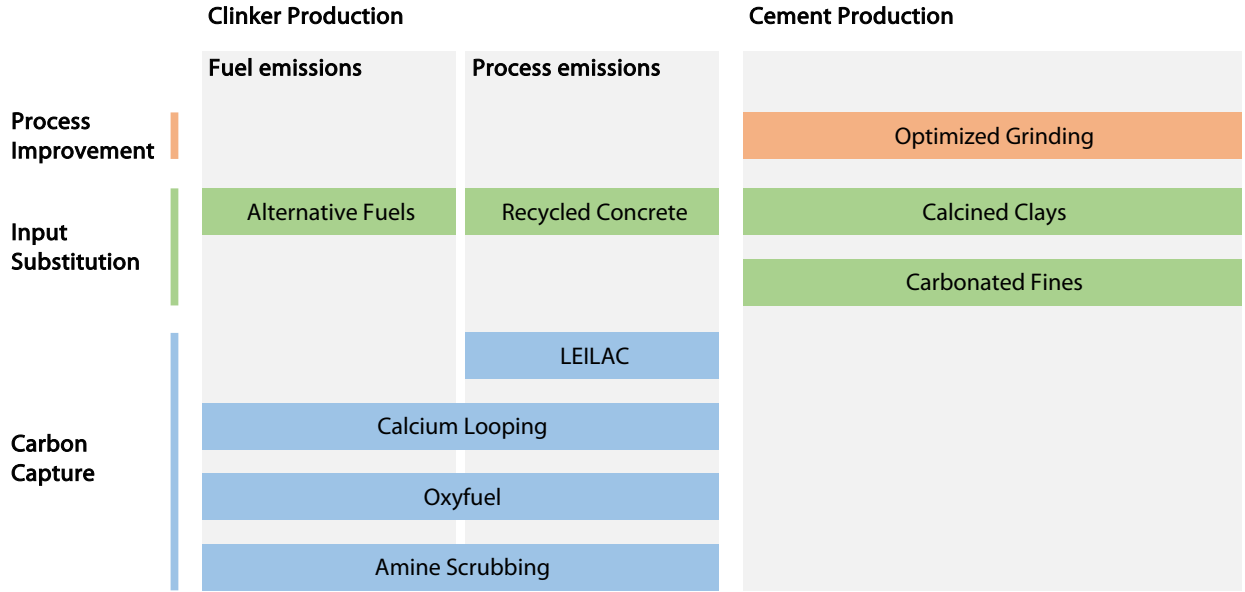 Clinker Production
Cement Production
Fuel emissions
Process emissions
Process
Improvement
Optimized Grinding
Input
Substitution
Alternative Fuels
Recycled Concrete
Calcined Clays
Carbonated Fines
Carbon
Capture
LEILAC
Calcium Looping
Oxyfuel
Amine Scrubbing